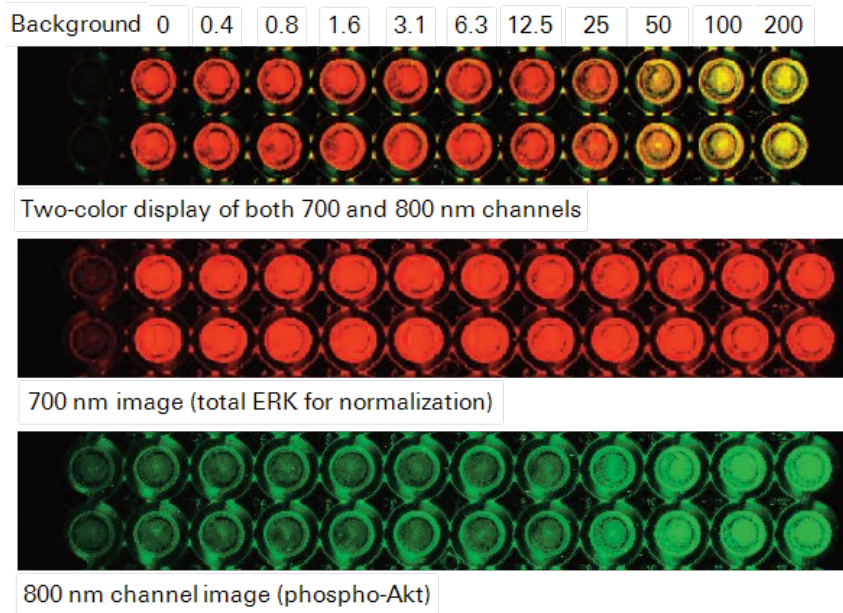 Background 0 0.4 0.8 1.6 3.1 6.3 12.5 25 50 100 200
Two-color display of both 700 and 800 nm channels
700 nm image (total ERK for normalization)
800 nm channel image (phospho-Akt)